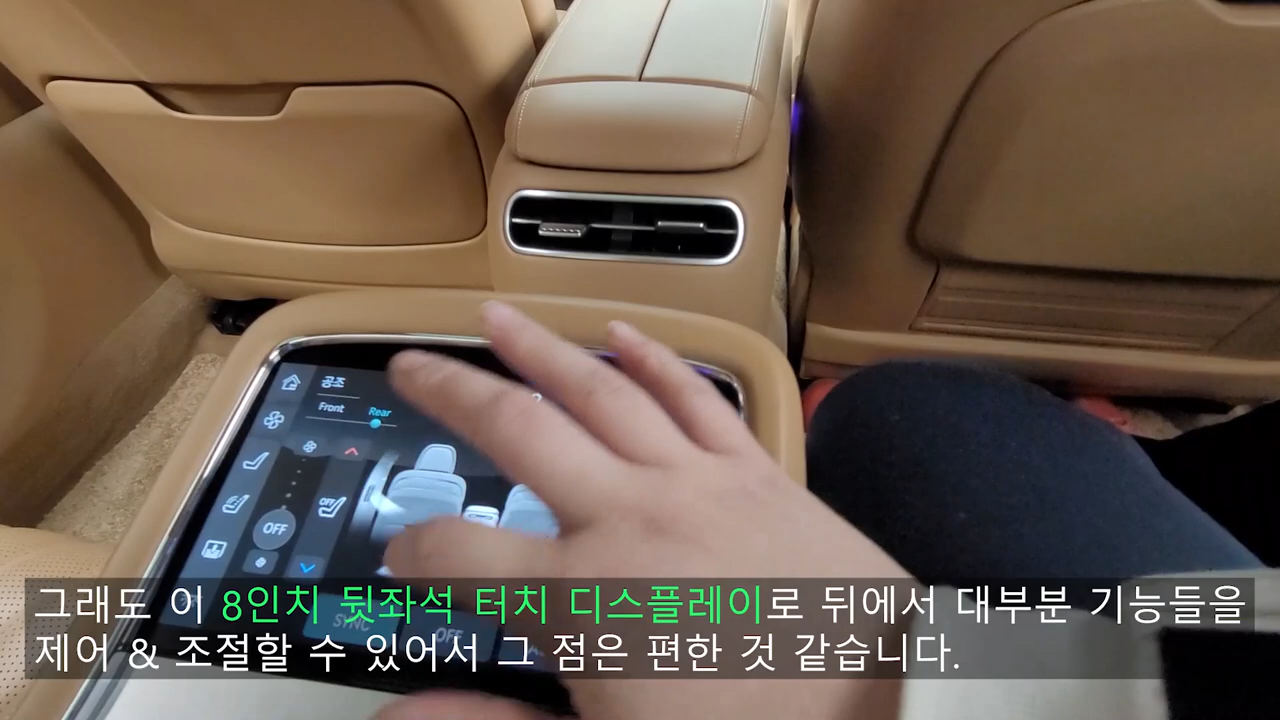 공조
Front Rear
OFF
OFF
SYNC
OFF
그래도 이 8인치 뒷좌석 터치 디스플레이로 뒤에서 대부분 기능들을
제어 & 조절할 수 있어서 그 점은 편한 것 같습니다.